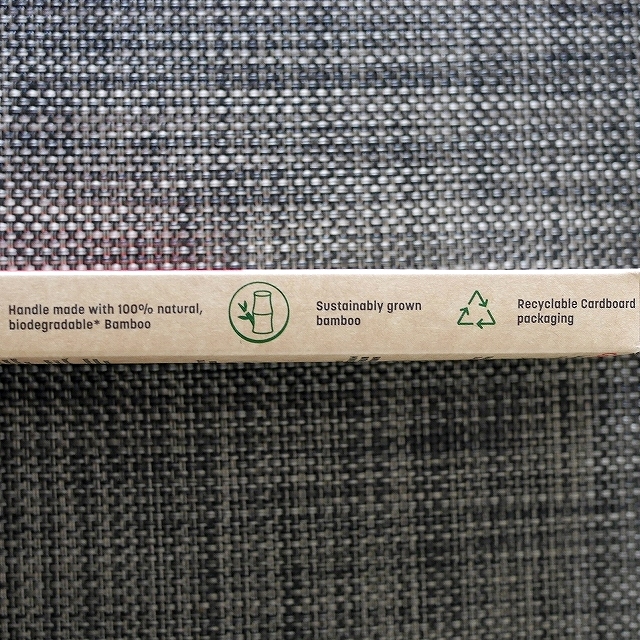 Handle made with 100% natural,
biodegradable* Bamboo
Sustainably grown
bamboo
Recyclable Cardboard
packaging